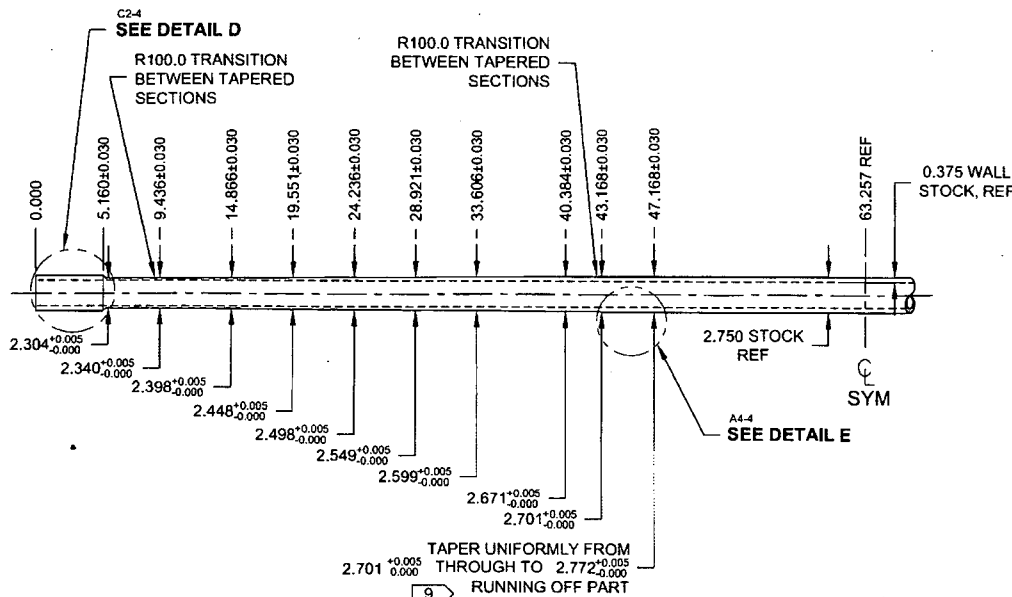 C2-4
SEE DETAIL D
R100.0 TRANSITION
BETWEEN TAPERED
SECTIONS
R100.0 TRANSITION
BETWEEN TAPERED
SECTIONS
0.000
5.160±0.030
9.436±0.030
14.866±0.030
19.551±0.030
24.236±0.030
28.921±0.030
33.606±0.030
40.384±0.030
43.168±0.030
47.168±0.030
63.257 REF
0.375 WALL
STOCK, REF
2.304 +0.005 -0.000
2.340 +0.005 -0.000
2.398 +0.005 -0.000
2.448 +0.005 -0.000
2.498 +0.005 -0.000
2.549 +0.005 -0.000
2.599 +0.005 -0.000
2.671 +0.005 -0.000
2.701 +0.005 -0.000
2.750 STOCK
REF
SYM
A4-4
SEE DETAIL E
TAPER UNIFORMLY FROM
2.701 +0.005 0.000 THROUGH TO 2.772 +0.005 -0.000
9 RUNNING OFF PART